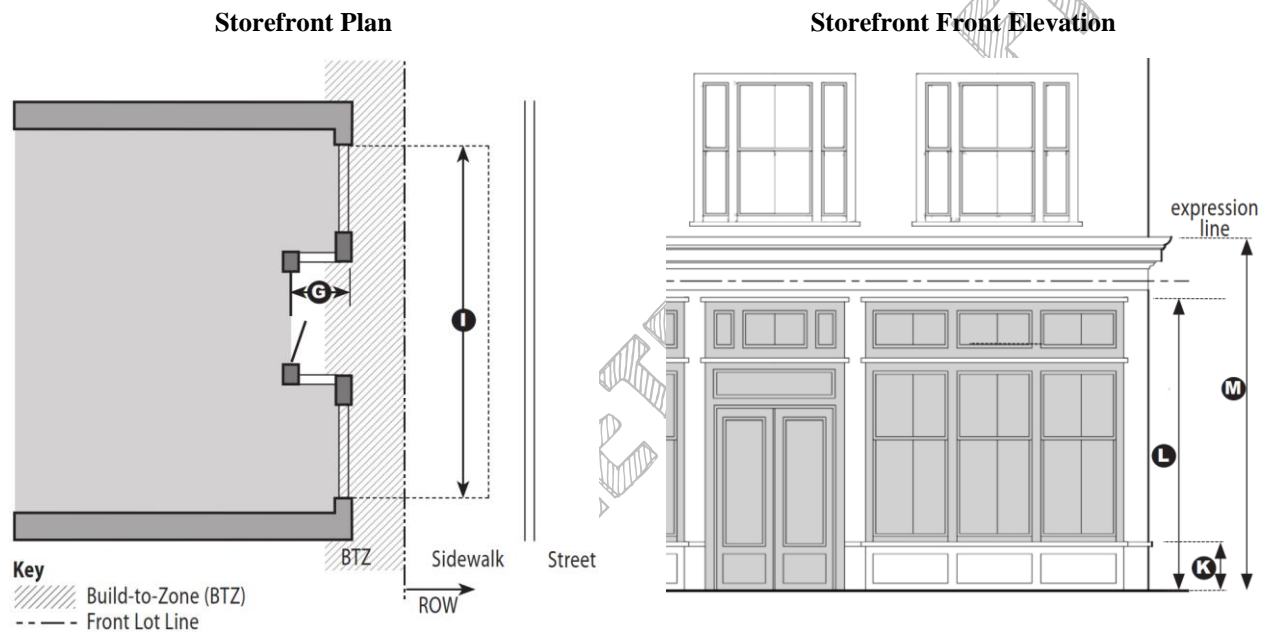 Storefront Plan
Storefront Front Elevation
G
I
BTZ
Sidewalk
Street
ROW
Key
Build-to-Zone (BTZ)
Front Lot Line
expression
line
M
L
K